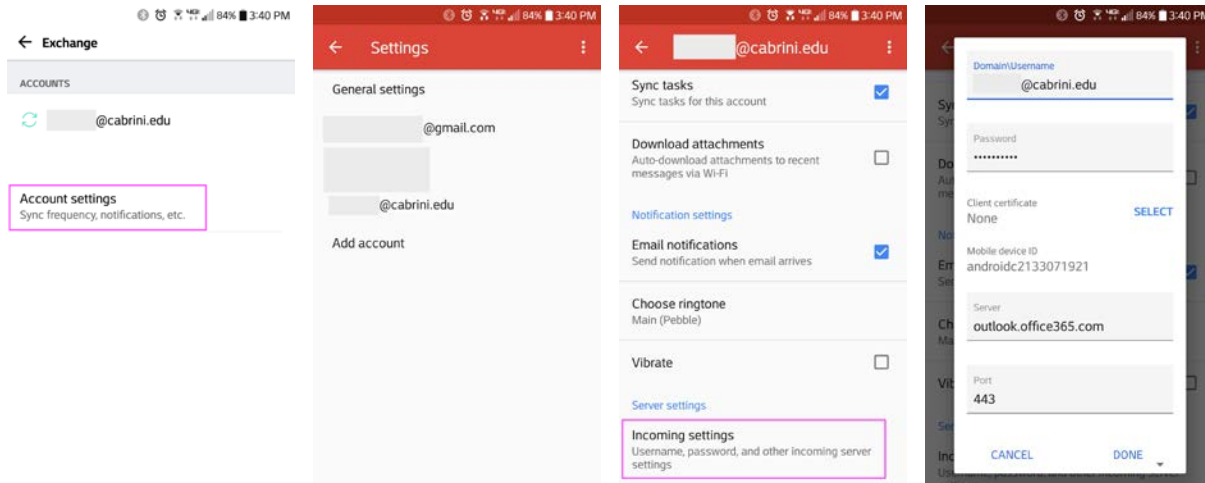 84% 3:40 PM
← Exchange
ACCOUNTS
@cabrini.edu
Account settings
Sync frequency, notifications, etc.
84% 3:40 PM
← Settings
General settings
@gmail.com
@cabrini.edu
Add account
84% 3:40 PM
← @cabrini.edu
Sync tasks
Sync tasks for this account
Download attachments
Auto-download attachments to recent
messages via Wi-Fi
Notification settings
Email notifications
Send notification when email arrives
Choose ringtone
Main (Pebble)
Vibrate
Server settings
Incoming settings
Username, password, and other incoming server
settings
84% 3:40 PM
Domain\Username
@cabrini.edu
Password
••••••••••
Client certificate
None
SELECT
Mobile device ID
androidc2133071921
Server
outlook.office365.com
Port
443
CANCEL DONE